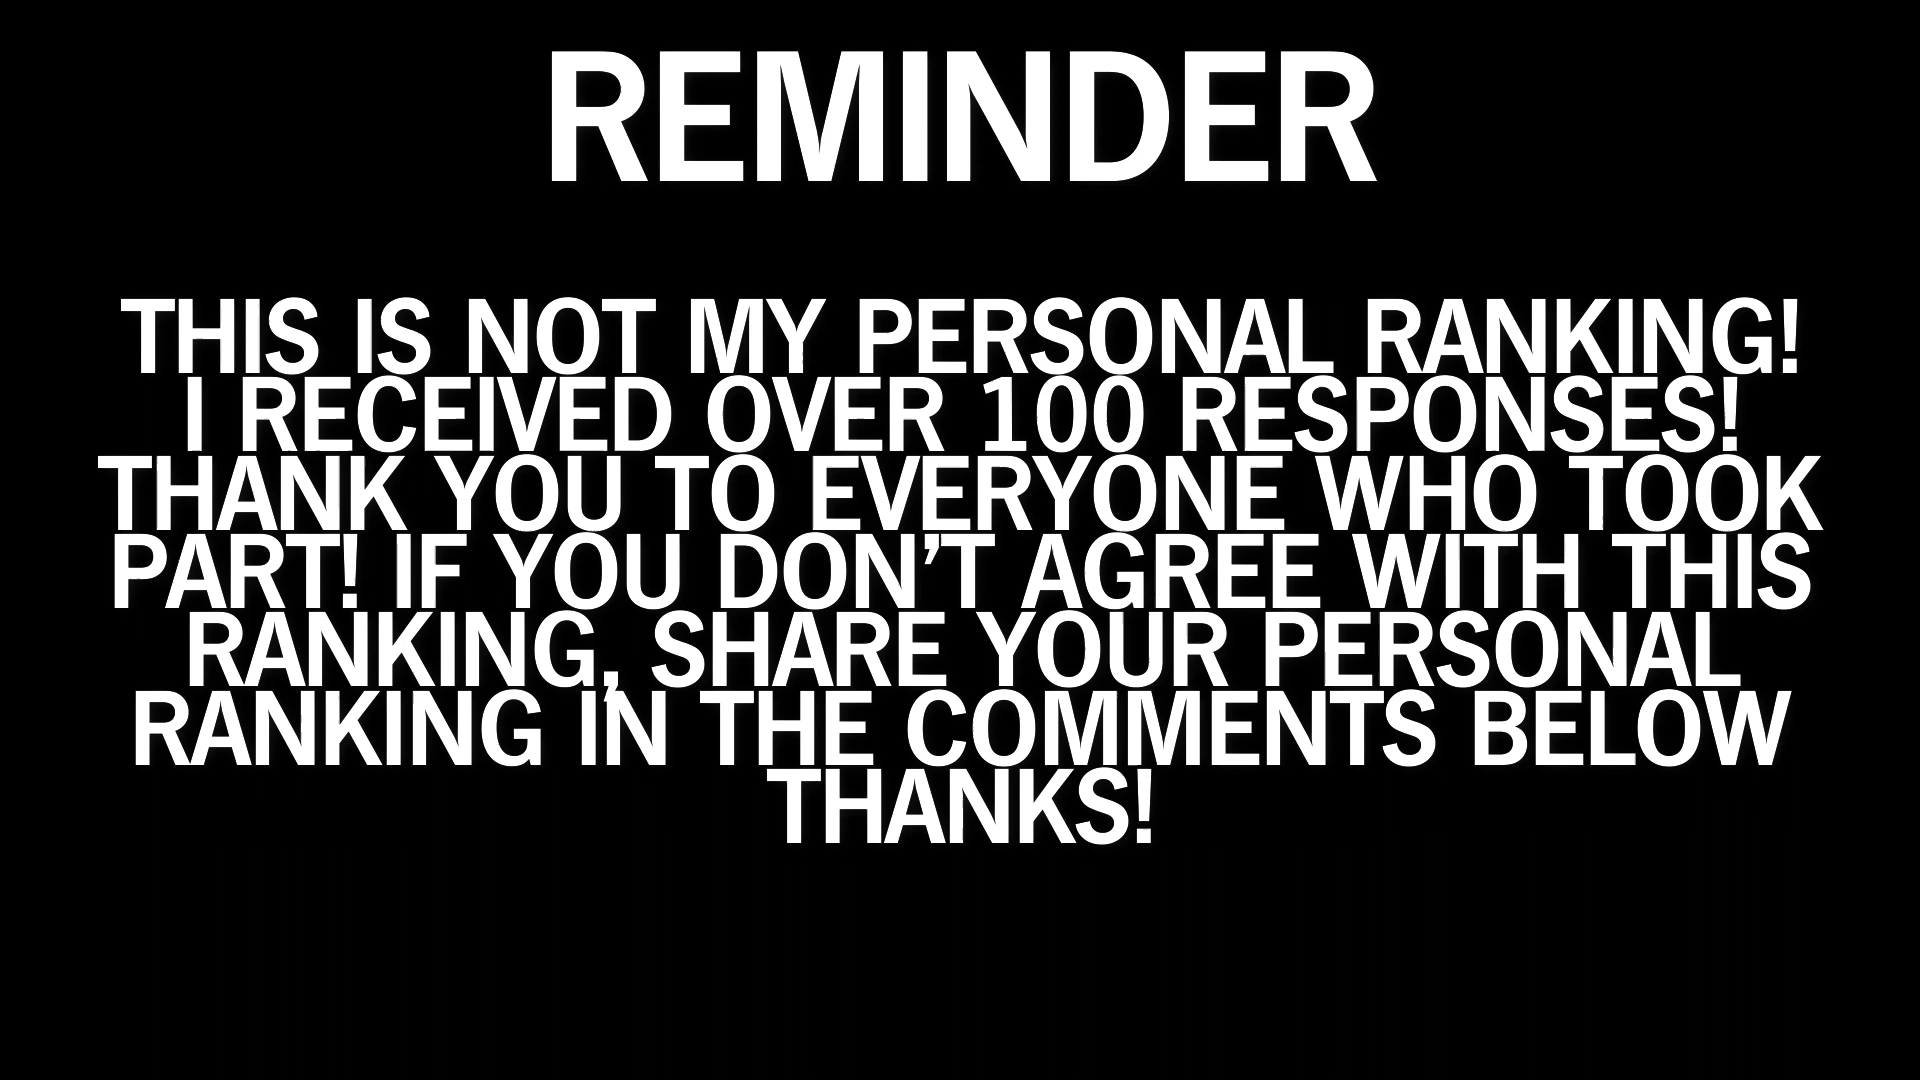 REMINDER
THIS IS NOT MY PERSONAL RANKING!
I RECEIVED OVER 100 RESPONSES!
THANK YOU TO EVERYONE WHO TOOK
PART! IF YOU DON’T AGREE WITH THIS
RANKING, SHARE YOUR PERSONAL
RANKING IN THE COMMENTS BELOW
THANKS!